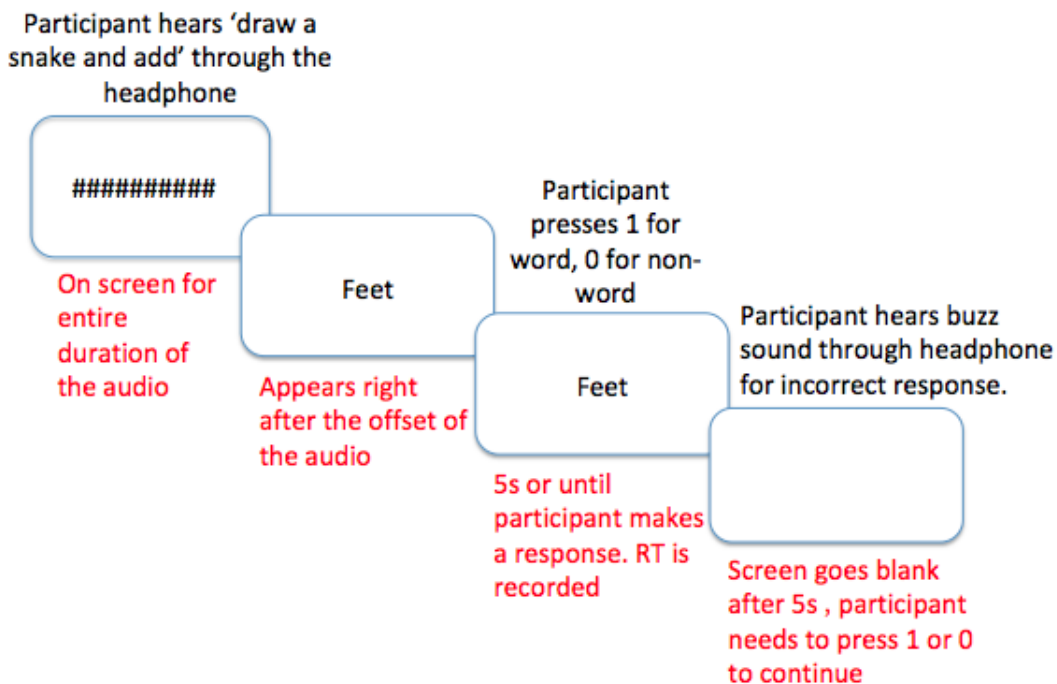 Participant hears ‘draw a
snake and add’ through the
headphone
##########
On screen for
entire
duration of
the audio
Feet
Appears right
after the offset of
the audio
Participant
presses 1 for
word, 0 for non-
word
Feet
5s or until
participant makes
a response. RT is
recorded
Participant hears buzz
sound through headphone
for incorrect response.
Screen goes blank
after 5s , participant
needs to press 1 or 0
to continue